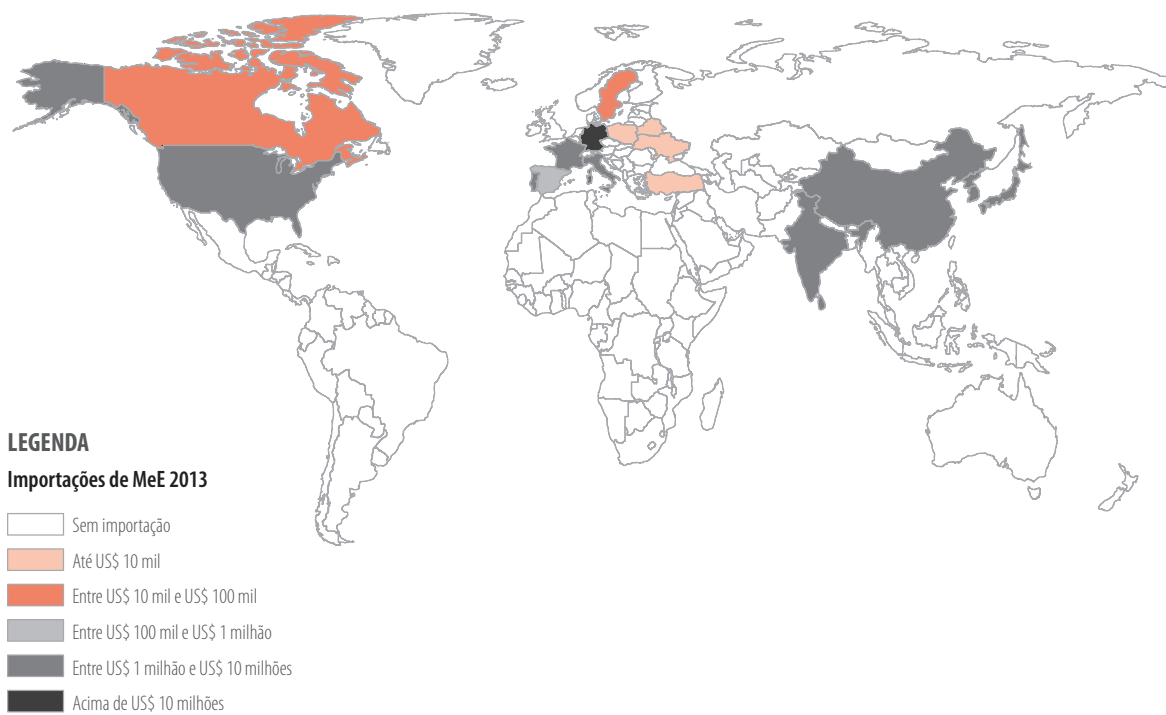 LEGENDA
Importações de MeE 2013
Sem importação
Até US$ 10 mil
Entre US$ 10 mil e US$ 100 mil
Entre US$ 100 mil e US$ 1 milhão
Entre US$ 1 milhão e US$ 10 milhões
Acima de US$ 10 milhões